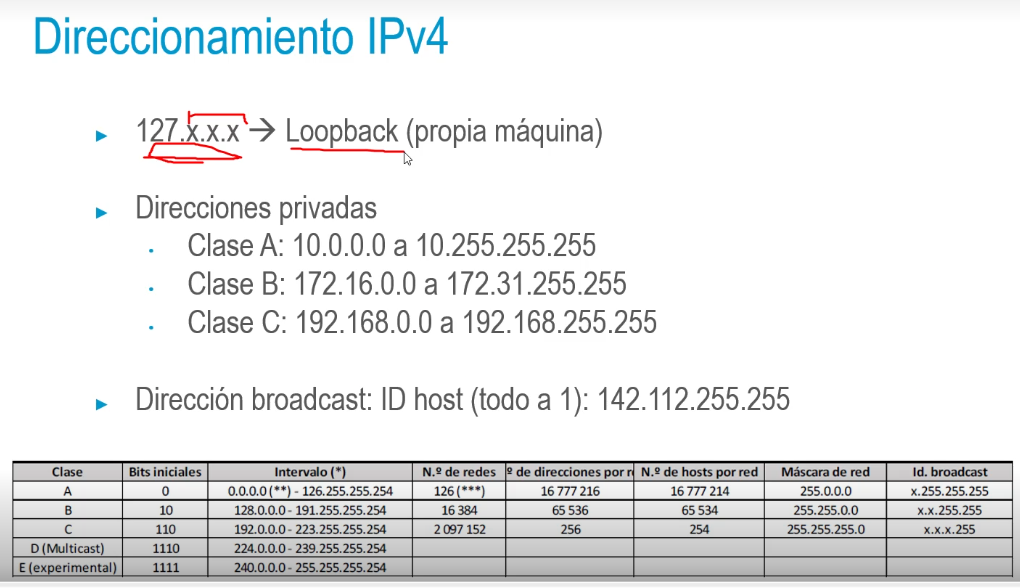 Direccionamiento IPv4
127.x.x.x → Loopback (propia máquina)
Direcciones privadas
Clase A: 10.0.0.0 a 10.255.255.255
Clase B: 172.16.0.0 a 172.31.255.255
Clase C: 192.168.0.0 a 192.168.255.255
Dirección broadcast: ID host (todo a 1): 142.112.255.255
Clase Bits iniciales Intervalo (*) N.º de redes º de direcciones por r N.º de hosts por red Máscara de red Id. broadcast
A 0 0.0.0.0 (**) - 126.255.255.254 126 (***) 16 777 216 16 777 214 255.0.0.0 x.255.255.255
B 10 128.0.0.0 - 191.255.255.254 16 384 65 536 65 534 255.255.0.0 x.x.255.255
C 110 192.0.0.0 - 223.255.255.254 2 097 152 256 254 255.255.255.0 x.x.x.255
D (Multicast) 1110 224.0.0.0 - 239.255.255.254
E (experimental) 1111 240.0.0.0 - 255.255.255.254